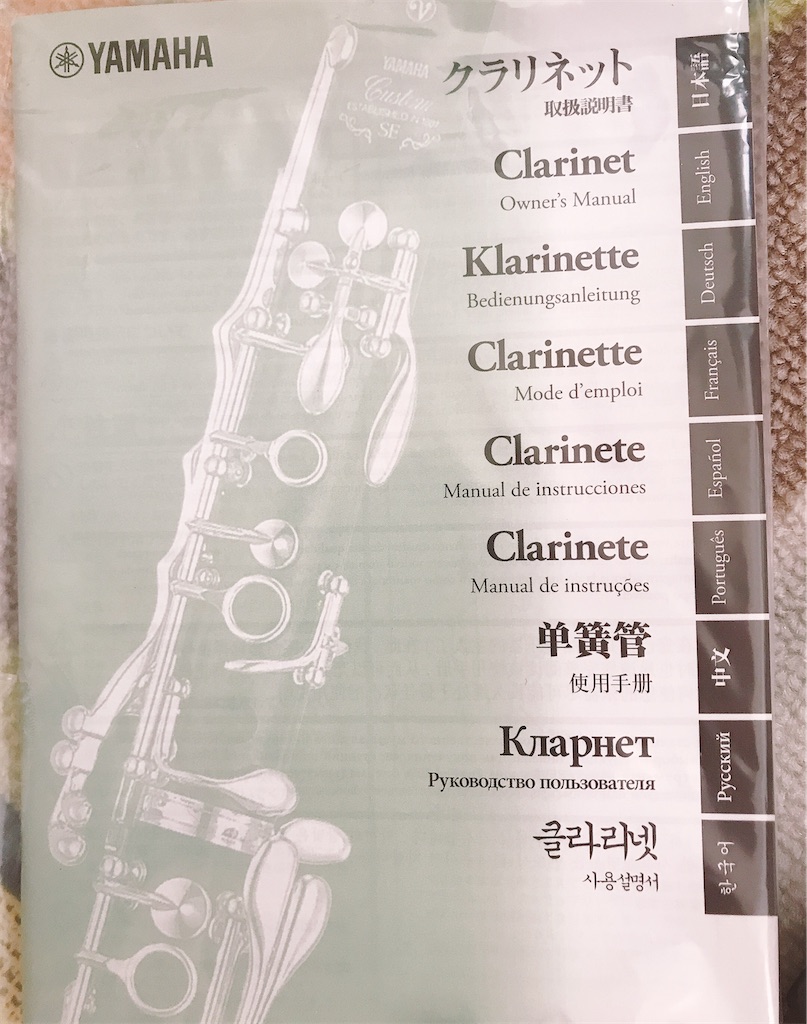 YAMAHA
YAMAHA
Custom
SE
クラリネット
取扱説明書
日本語
Clarinet
Owner's Manual
English
Klarinette
Bedienungsanleitung
Deutsch
Clarinette
Mode d'emploi
Français
Clarinete
Manual de instrucciones
Español
Clarinete
Manual de instruções
Português
单簧管
使用手册
中文
Кларнет
Руководство пользователя
Русский
클라리넷
사용설명서
한국어